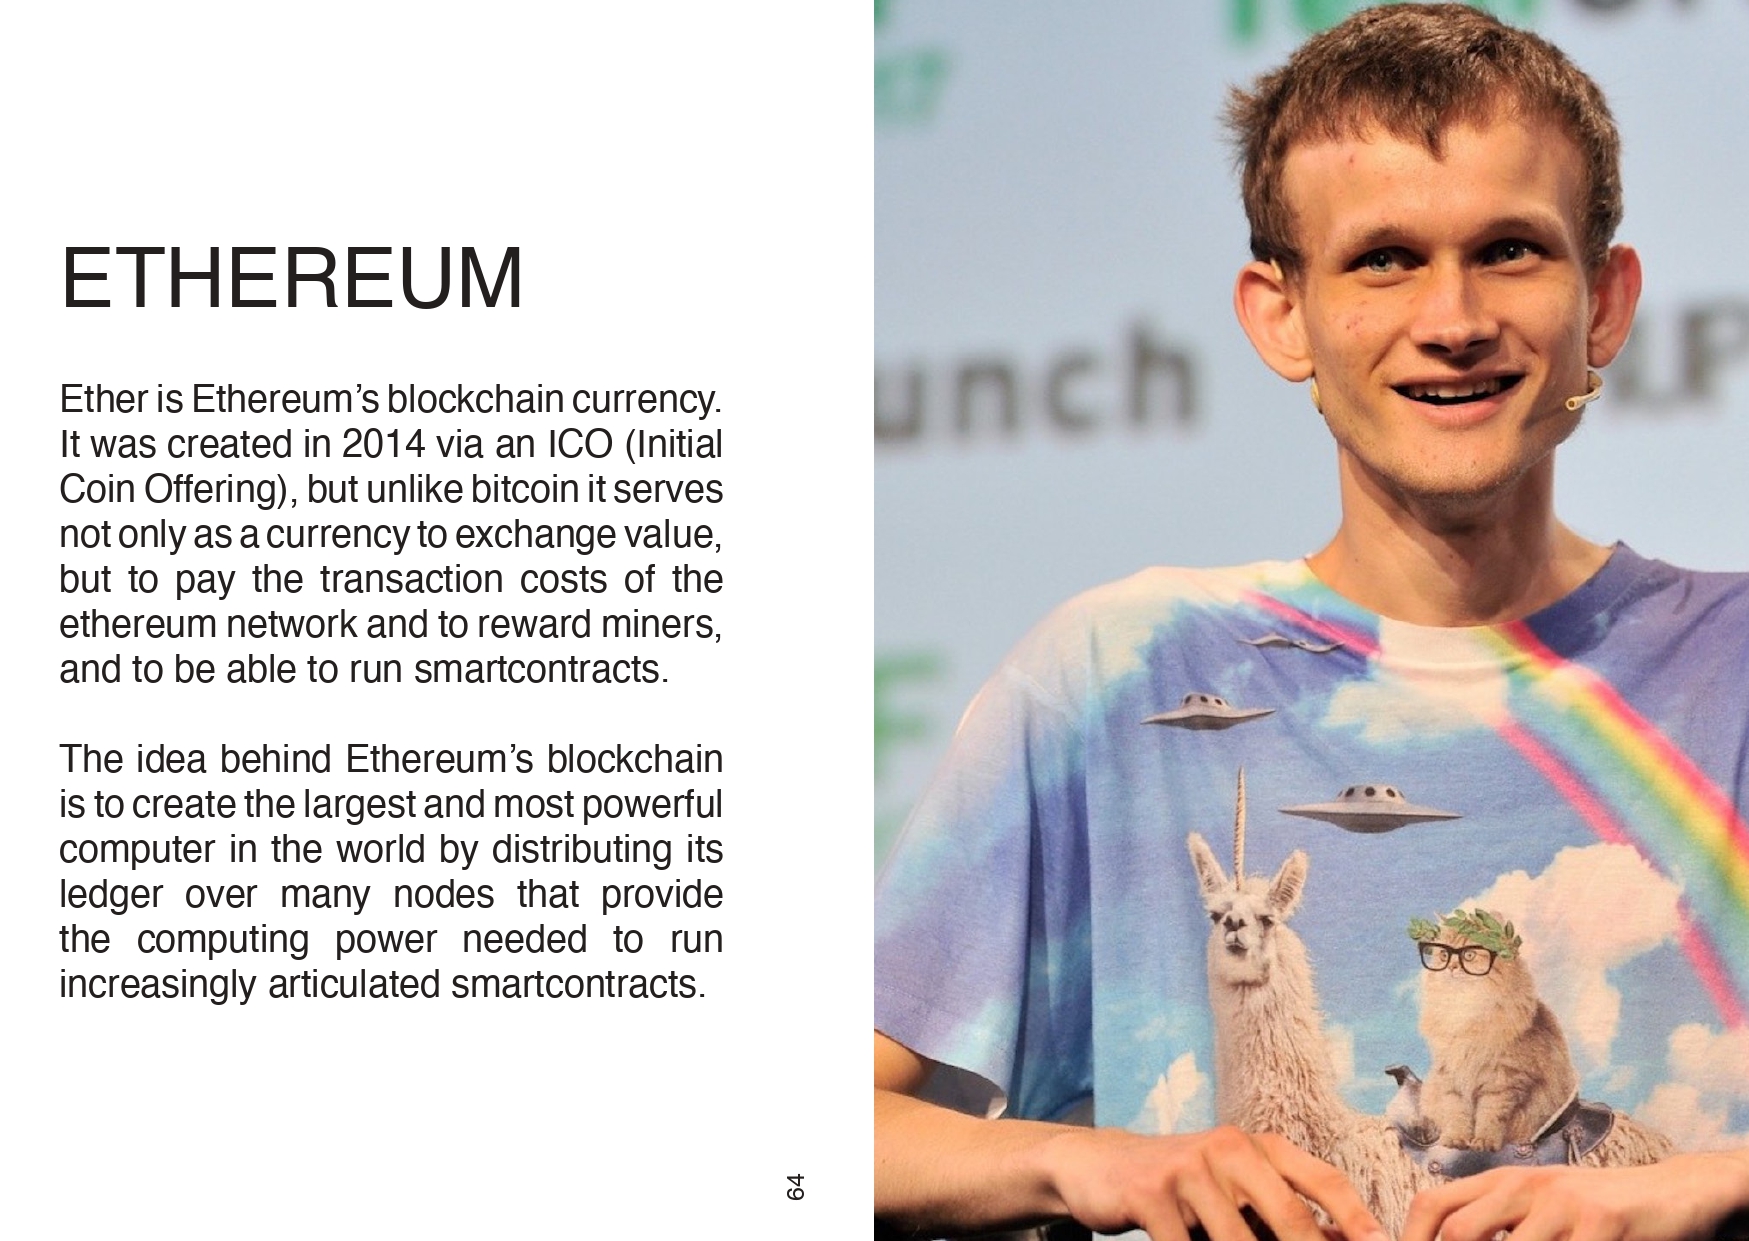 ETHEREUM
Ether is Ethereum’s blockchain currency.
It was created in 2014 via an ICO (Initial
Coin Offering), but unlike bitcoin it serves
not only as a currency to exchange value,
but to pay the transaction costs of the
ethereum network and to reward miners,
and to be able to run smartcontracts.
The idea behind Ethereum’s blockchain
is to create the largest and most powerful
computer in the world by distributing its
ledger over many nodes that provide
the computing power needed to run
increasingly articulated smartcontracts.
64
unch
UP